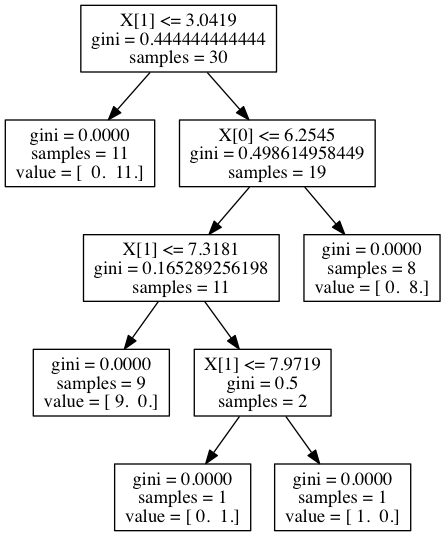 X[1] <= 3.0419
gini = 0.444444444444
samples = 30
gini = 0.0000
samples = 11
value = [ 0. 11.]
X[0] <= 6.2545
gini = 0.498614958449
samples = 19
X[1] <= 7.3181
gini = 0.165289256198
samples = 11
gini = 0.0000
samples = 8
value = [ 0. 8.]
gini = 0.0000
samples = 9
value = [ 9. 0.]
X[1] <= 7.9719
gini = 0.5
samples = 2
gini = 0.0000
samples = 1
value = [ 0. 1.]
gini = 0.0000
samples = 1
value = [ 1. 0.]